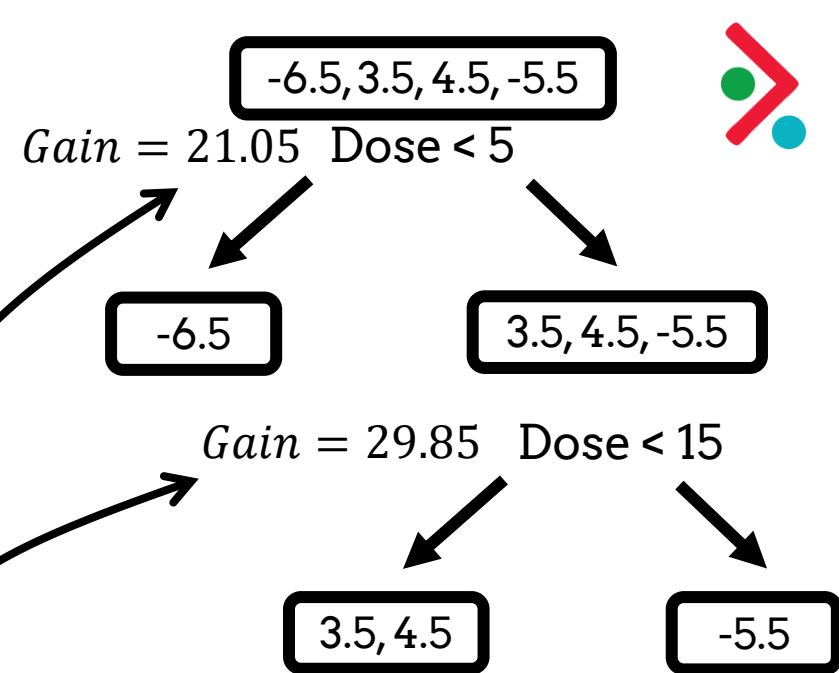 -6.5, 3.5, 4.5, -5.5
Gain = 21.05 Dose < 5
-6.5
3.5, 4.5, -5.5
Gain = 29.85 Dose < 15
3.5, 4.5
-5.5